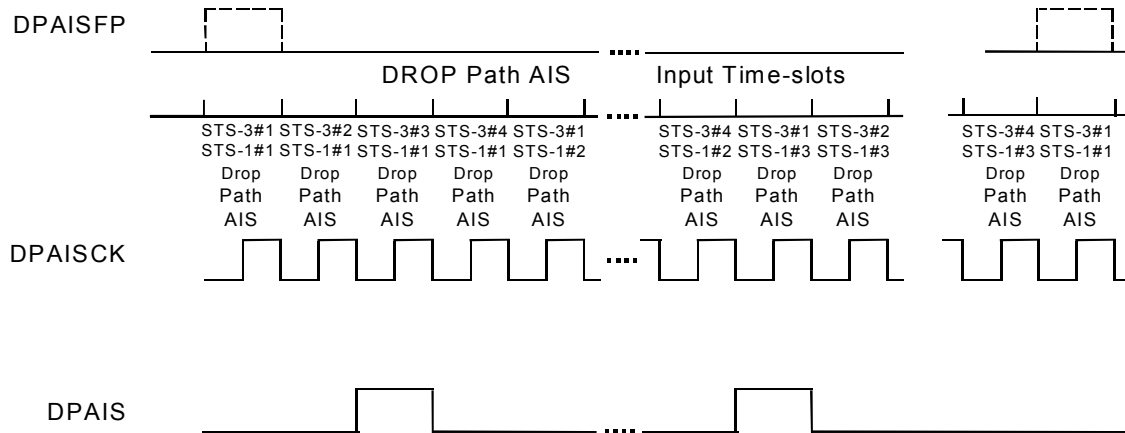 DPAISFP
DROP Path AIS Input Time-slots
STS-3#1 STS-3#2 STS-3#3 STS-3#4 STS-3#1 STS-3#4 STS-3#1 STS-3#2 STS-3#4 STS-3#1
STS-1#1 STS-1#1 STS-1#1 STS-1#1 STS-1#2 STS-1#2 STS-1#3 STS-1#3 STS-1#3 STS-1#1
Drop Drop Drop Drop Drop Drop Drop Drop Drop Drop
Path Path Path Path Path Path Path Path Path Path
AIS AIS AIS AIS AIS AIS AIS AIS AIS AIS
DPAISCK
DPAIS